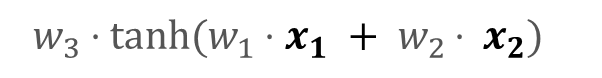 w₃ · tanh(w₁ · x₁ + w₂ · x₂)